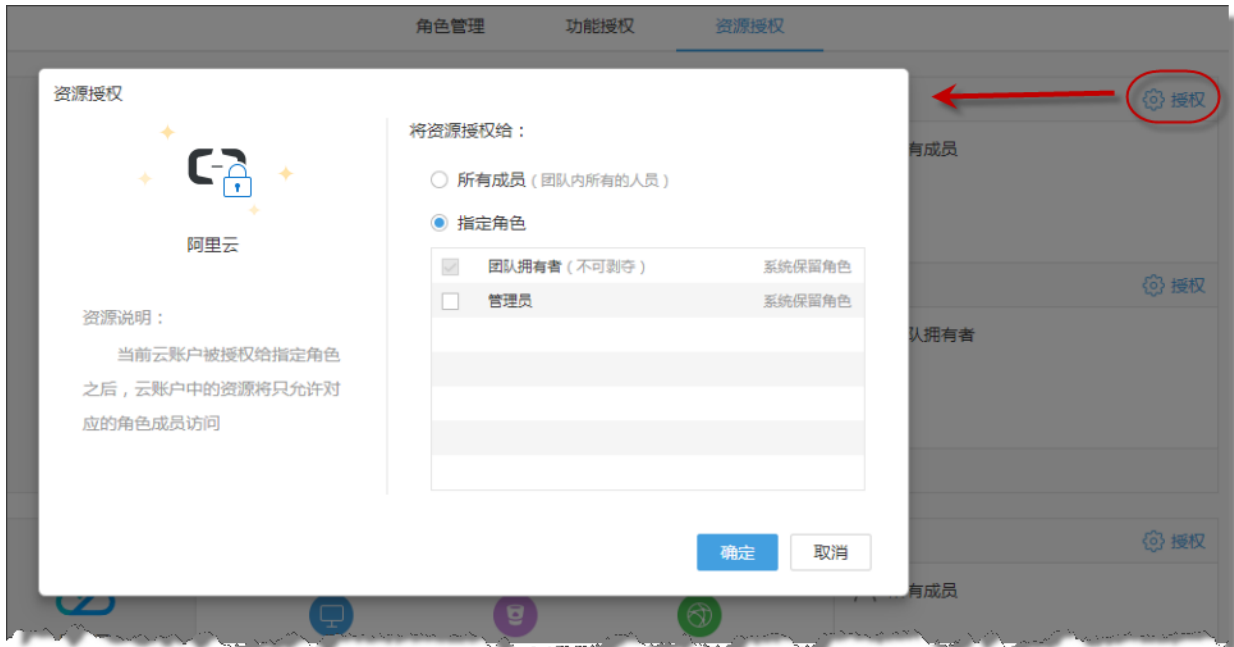 角色管理 功能授权 资源授权
资源授权
阿里云
资源说明：
当前云账户被授权给指定角色
之后，云账户中的资源将只允许对
应的角色成员访问
将资源授权给：
所有成员（团队内所有的人员）
指定角色
团队拥有者（不可剥夺） 系统保留角色
管理员 系统保留角色
确定 取消
授权
有成员
授权
队拥有者
授权
有成员